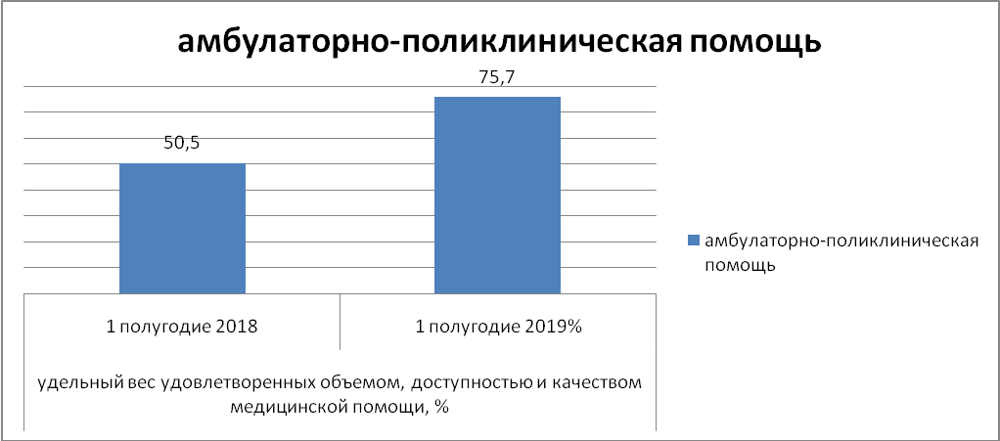 амбулаторно-поликлиническая помощь
75,7
50,5
амбулаторно-поликлиническая
помощь
1 полугодие 2018
1 полугодие 2019%
удельный вес удовлетворенных объемом, доступностью и качеством
медицинской помощи, %